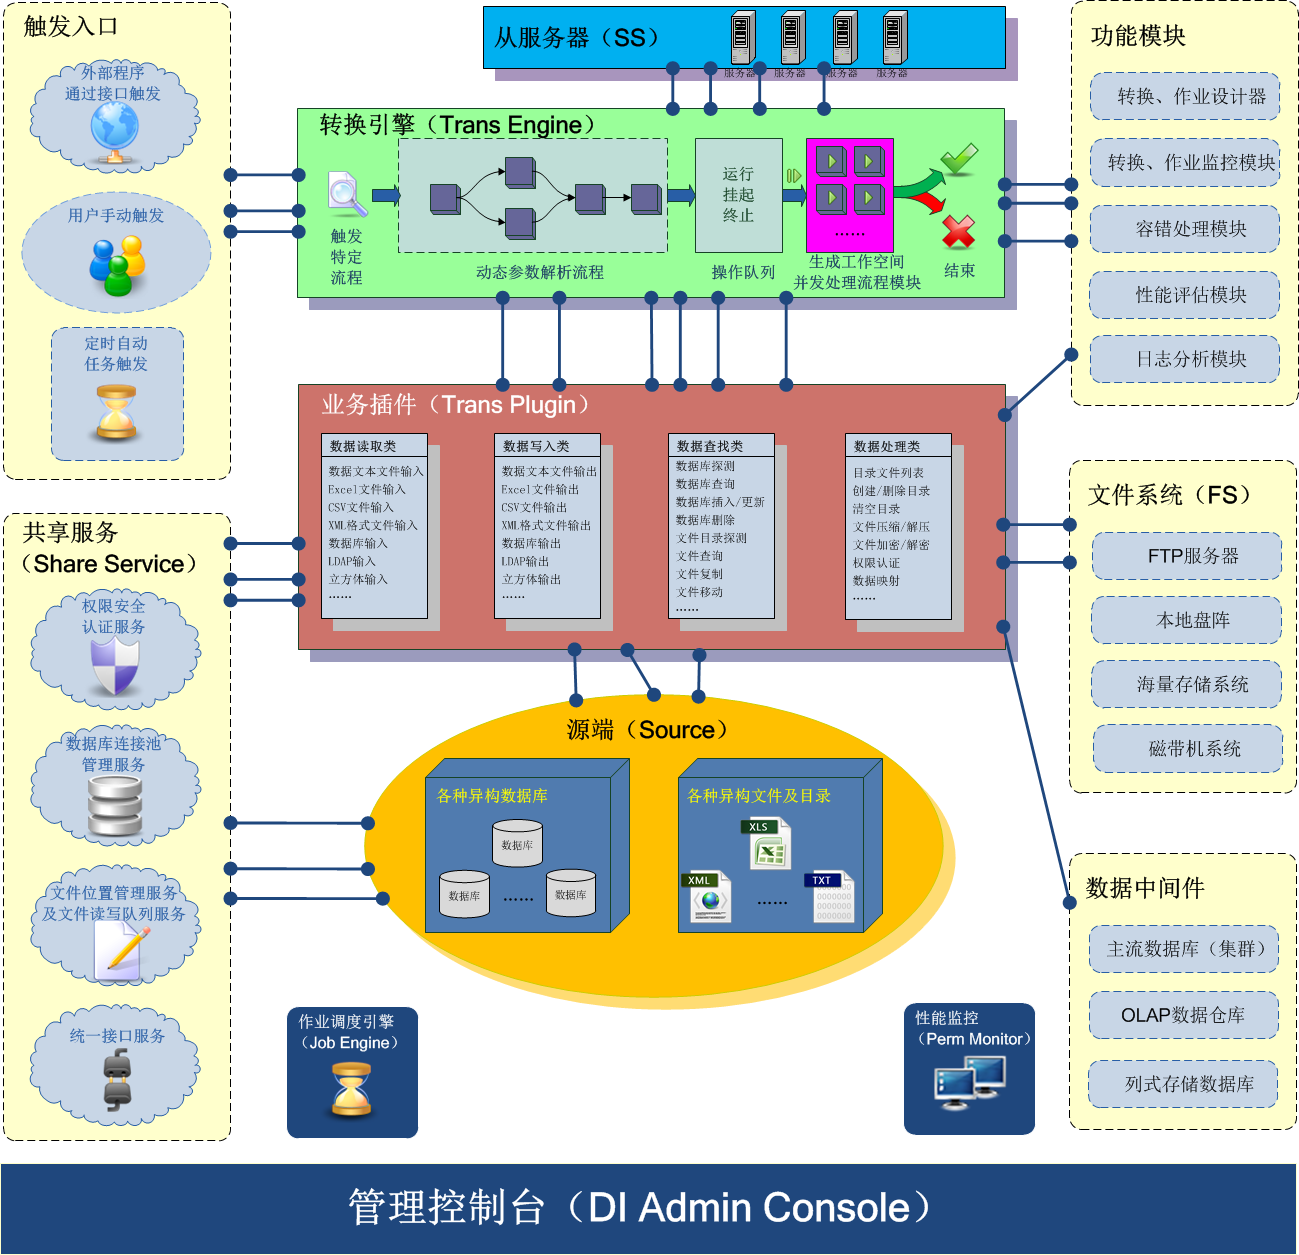 触发入口
外部程序
通过接口触发
用户手动触发
定时自动
任务触发
共享服务
（Share Service）
权限安全
认证服务
数据库连接池
管理服务
文件位置管理服务
及文件读写队列服务
统一接口服务
从服务器（SS）
服务器
服务器
服务器
服务器
转换引擎（Trans Engine）
触发
特定
流程
动态参数解析流程
运行
挂起
终止
操作队列
......
生成工作空间
并发处理流程模块
结束
业务插件（Trans Plugin）
数据读取类
数据文本文件输入
Excel文件输入
CSV文件输入
XML格式文件输入
数据库输入
LDAP输入
立方体输入
......
数据写入类
数据文本文件输出
Excel文件输出
CSV文件输出
XML格式文件输出
数据库输出
LDAP输出
立方体输出
......
数据查找类
数据库探测
数据库查询
数据库插入/更新
数据库删除
文件目录探测
文件查询
文件复制
文件移动
......
数据处理类
目录文件列表
创建/删除目录
清空目录
文件压缩/解压
文件加密/解密
权限认证
数据映射
......
源端（Source）
各种异构数据库
数据库
数据库
......
数据库
各种异构文件及目录
XLS
XML
......
TXT
作业调度引擎
（Job Engine）
性能监控
（Perm Monitor）
功能模块
转换、作业设计器
转换、作业监控模块
容错处理模块
性能评估模块
日志分析模块
文件系统（FS）
FTP服务器
本地盘阵
海量存储系统
磁带机系统
数据中间件
主流数据库（集群）
OLAP数据仓库
列式存储数据库
管理控制台（DI Admin Console）